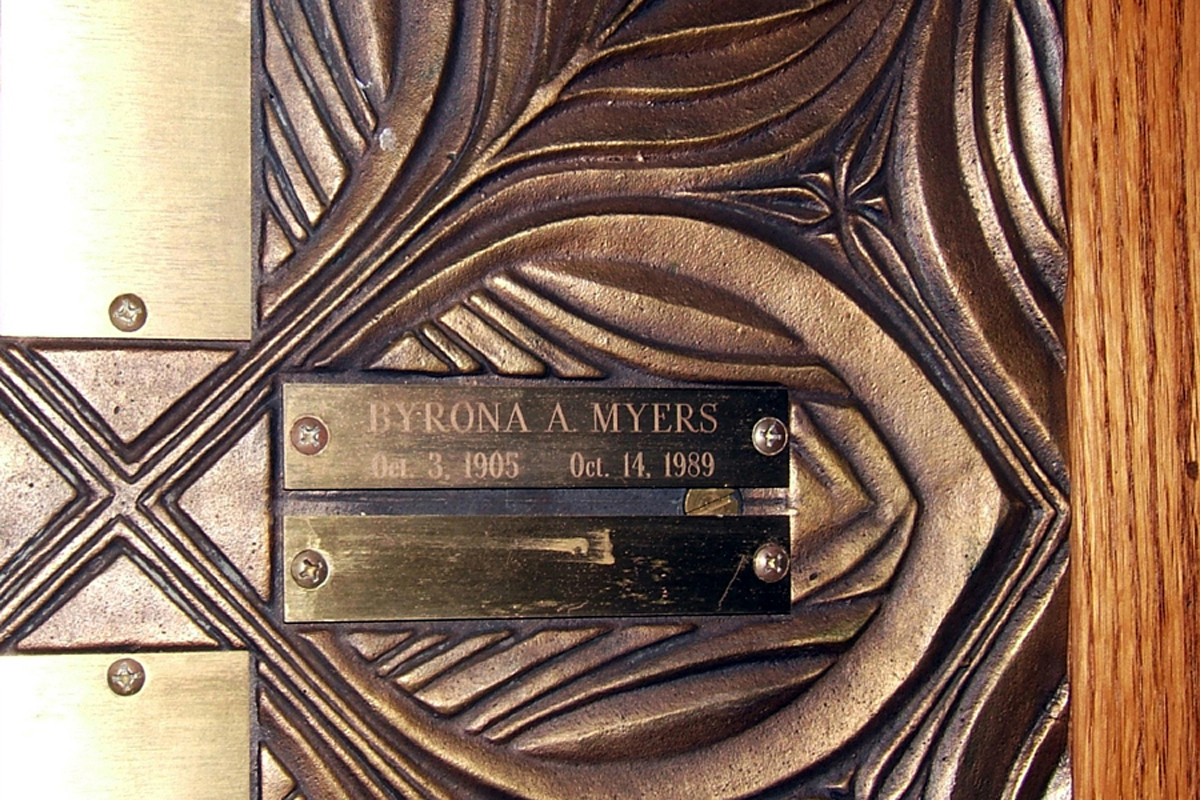 BYRONA A. MYERS
Oct. 3, 1905 Oct. 14, 1989